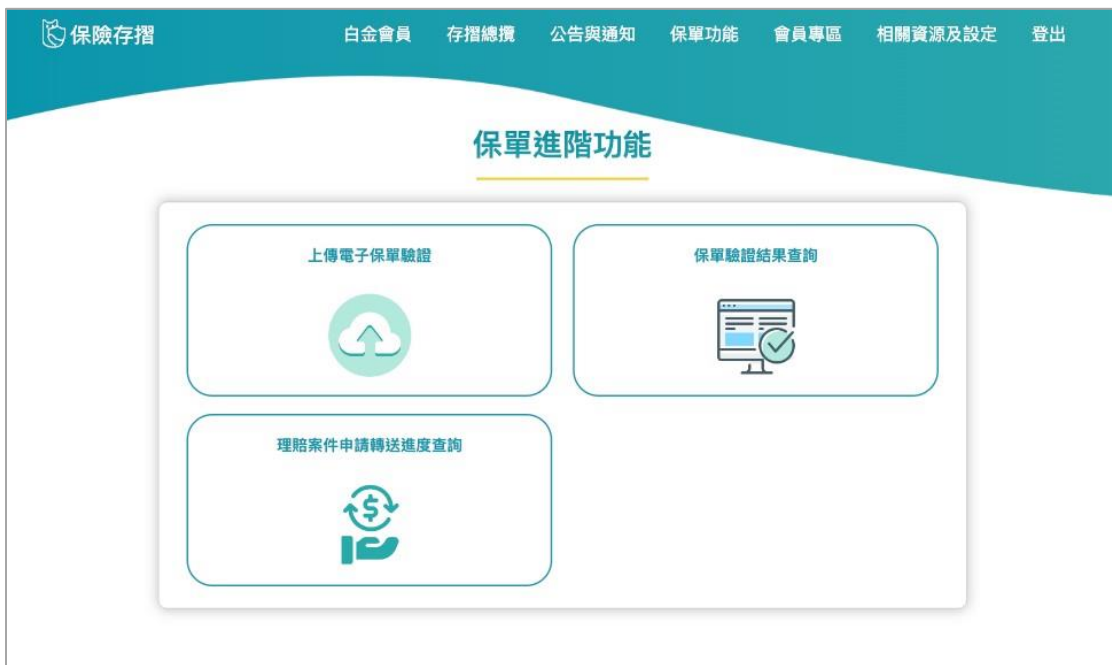 保險存摺
白金會員 存摺總攬 公告與通知 保單功能 會員專區 相關資源及設定 登出
保單進階功能
上傳電子保單驗證
保單驗證結果查詢
理賠案件申請轉送進度查詢